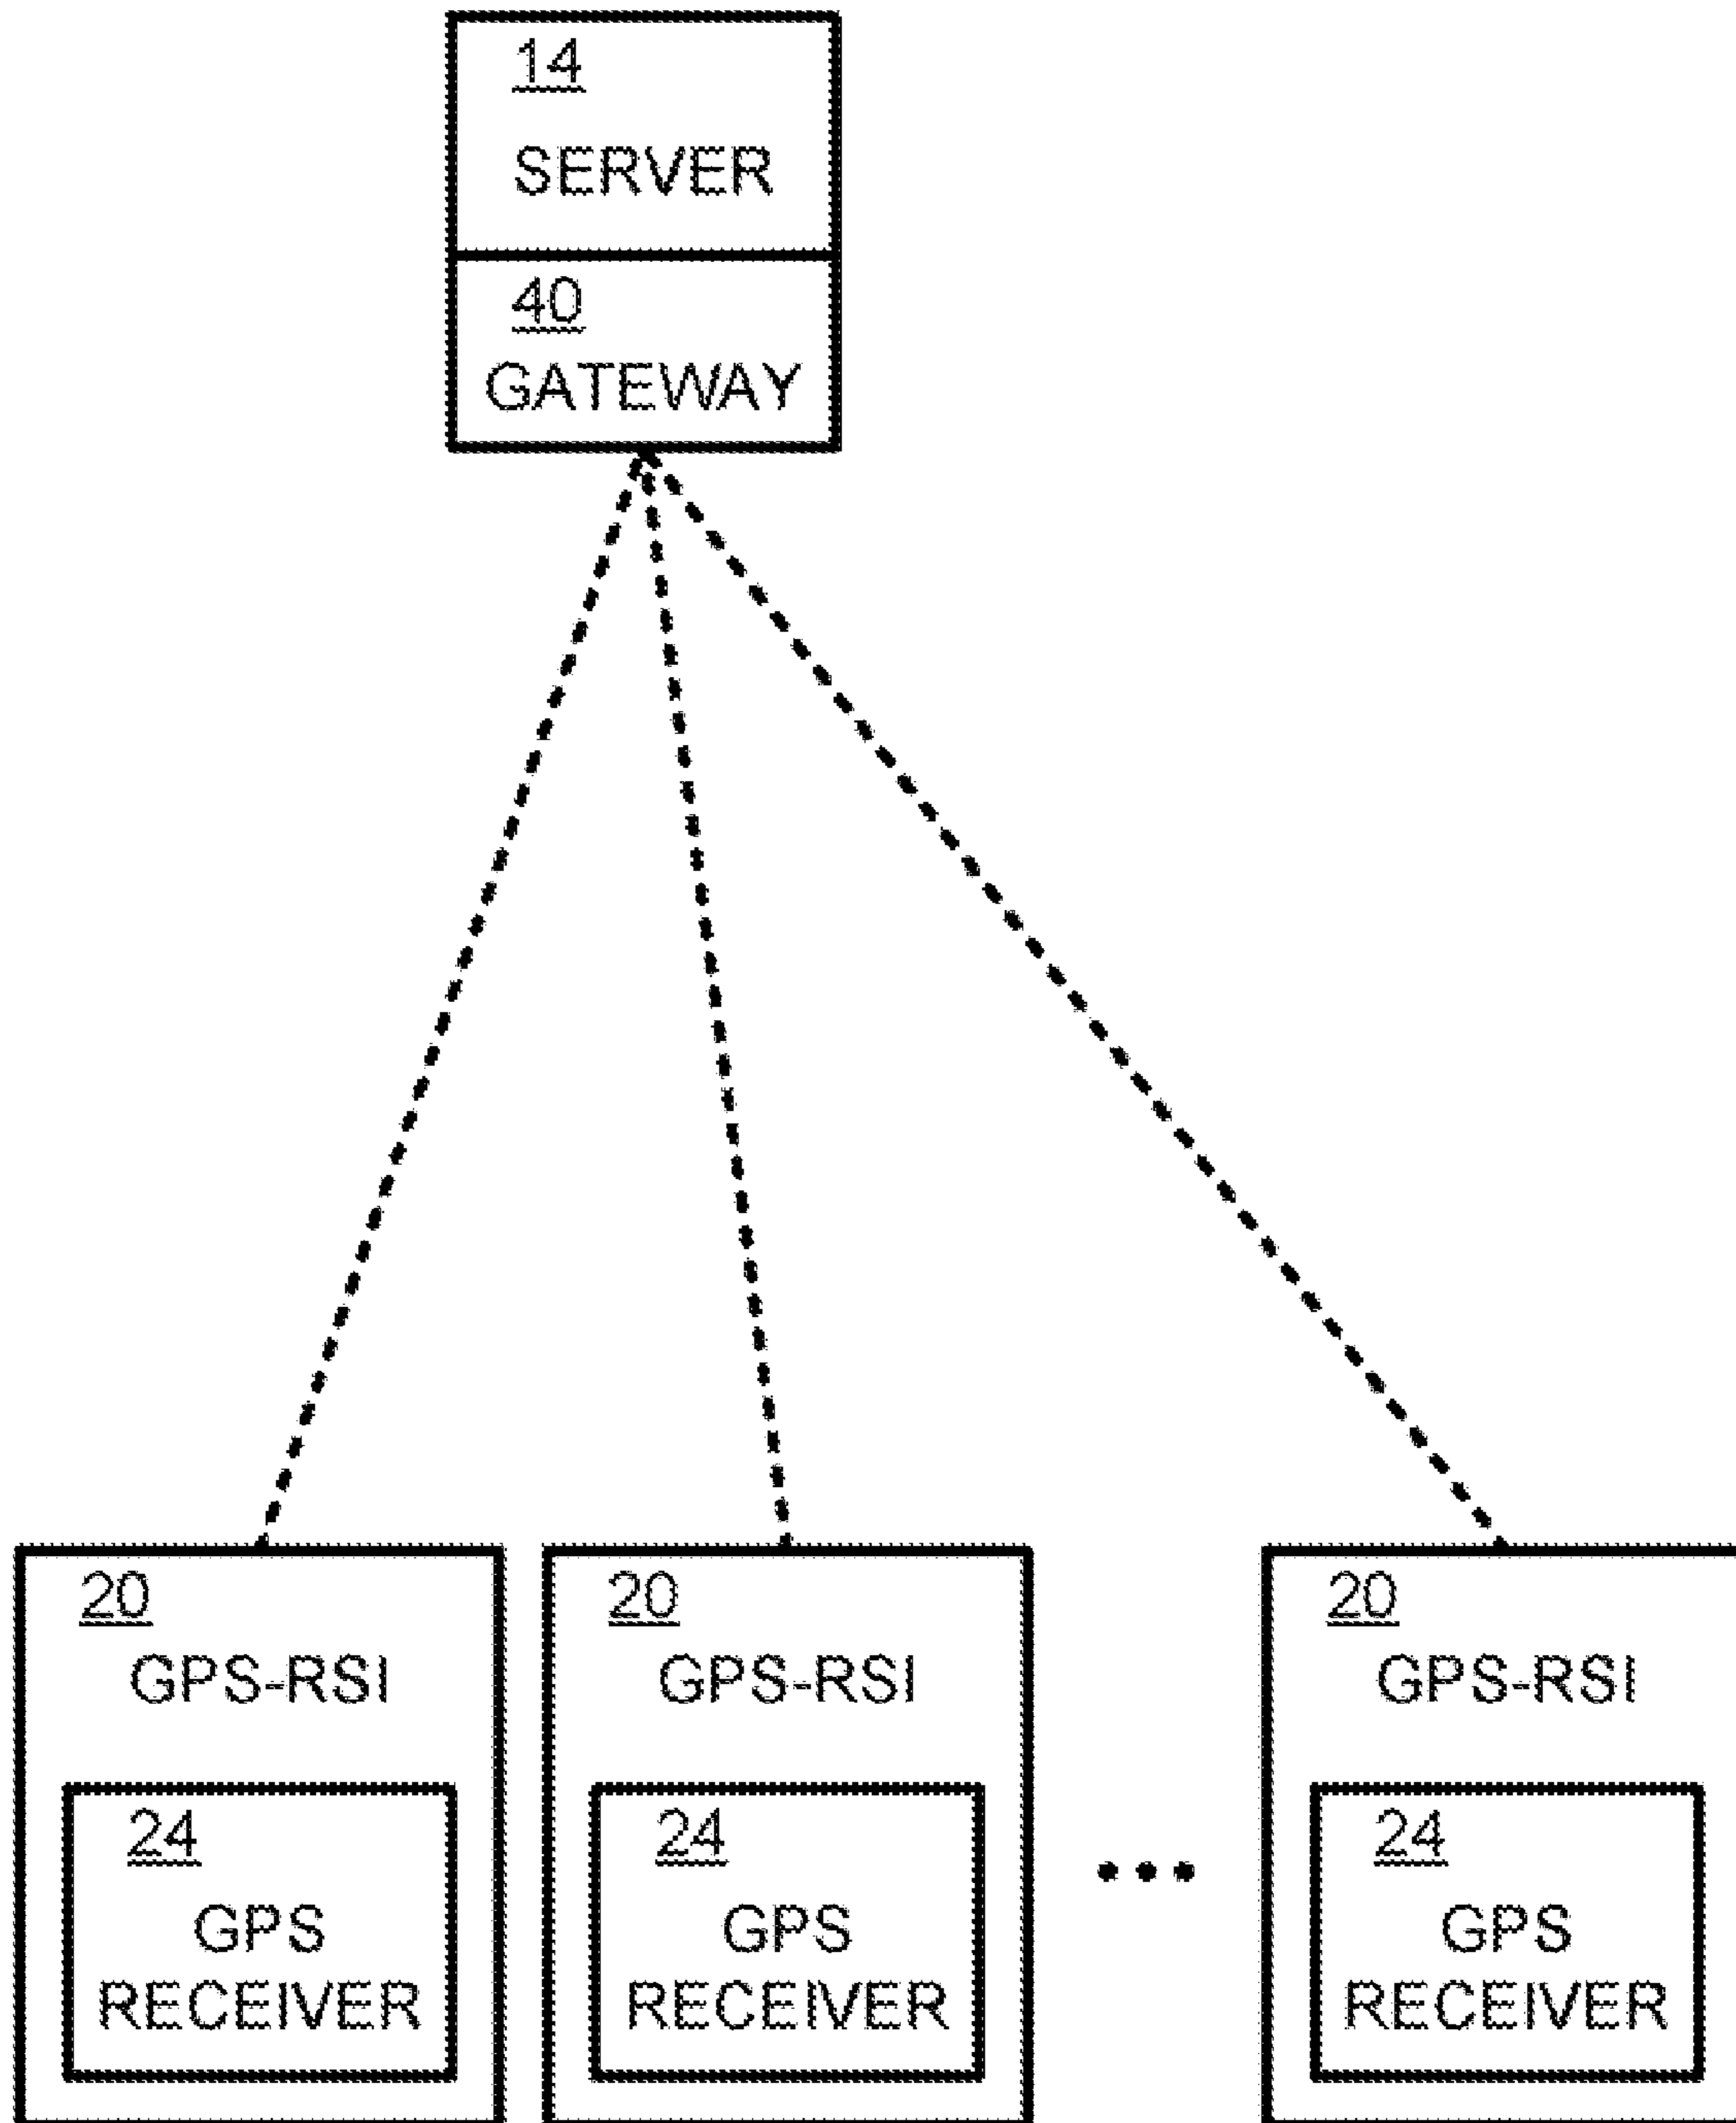 14
SERVER
40
GATEWAY
20
GPS-RSI
24
GPS
RECEIVER
20
GPS-RSI
24
GPS
RECEIVER
20
GPS-RSI
24
GPS
RECEIVER